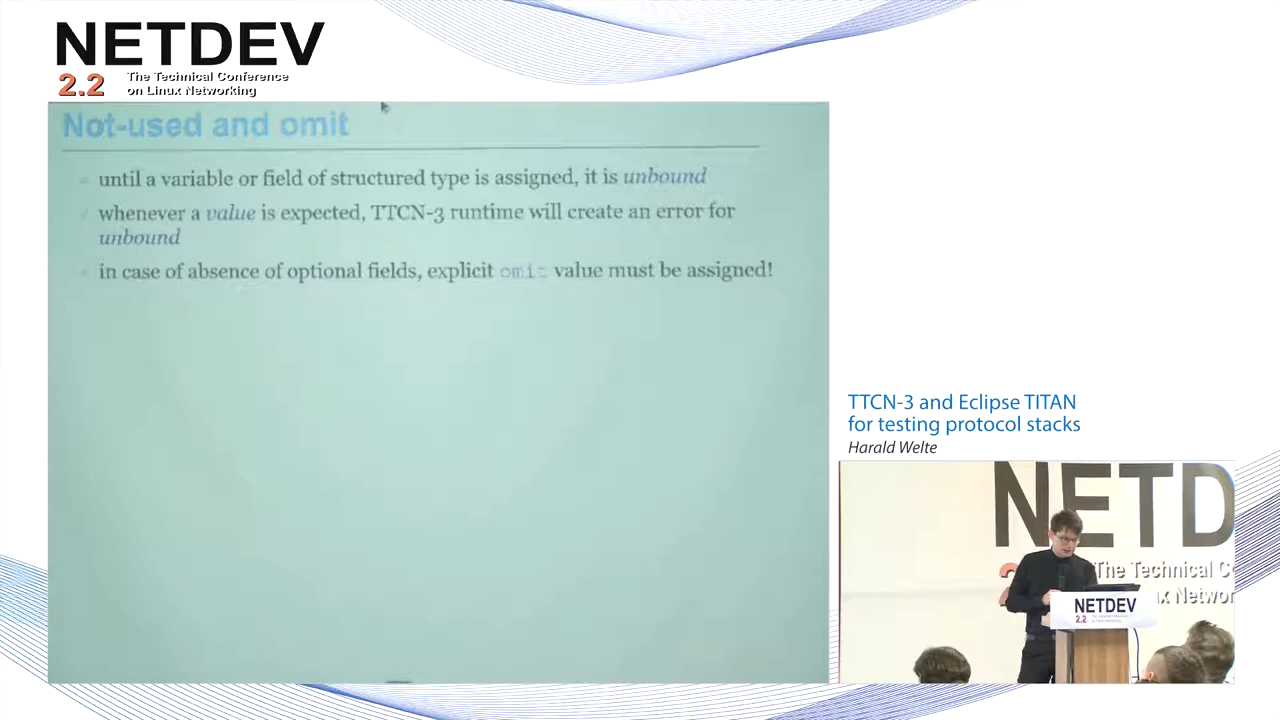 NETDEV
2.2
The Technical Conference
on Linux Networking
Not-used and omit
until a variable or field of structured type is assigned, it is unbound
whenever a value is expected, TTCN-3 runtime will create an error for
unbound
in case of absence of optional fields, explicit omit value must be assigned!
TTCN-3 and Eclipse TITAN
for testing protocol stacks
Harald Welte
NETD
The Technical Co
ux Networ
NETDEV
2.2